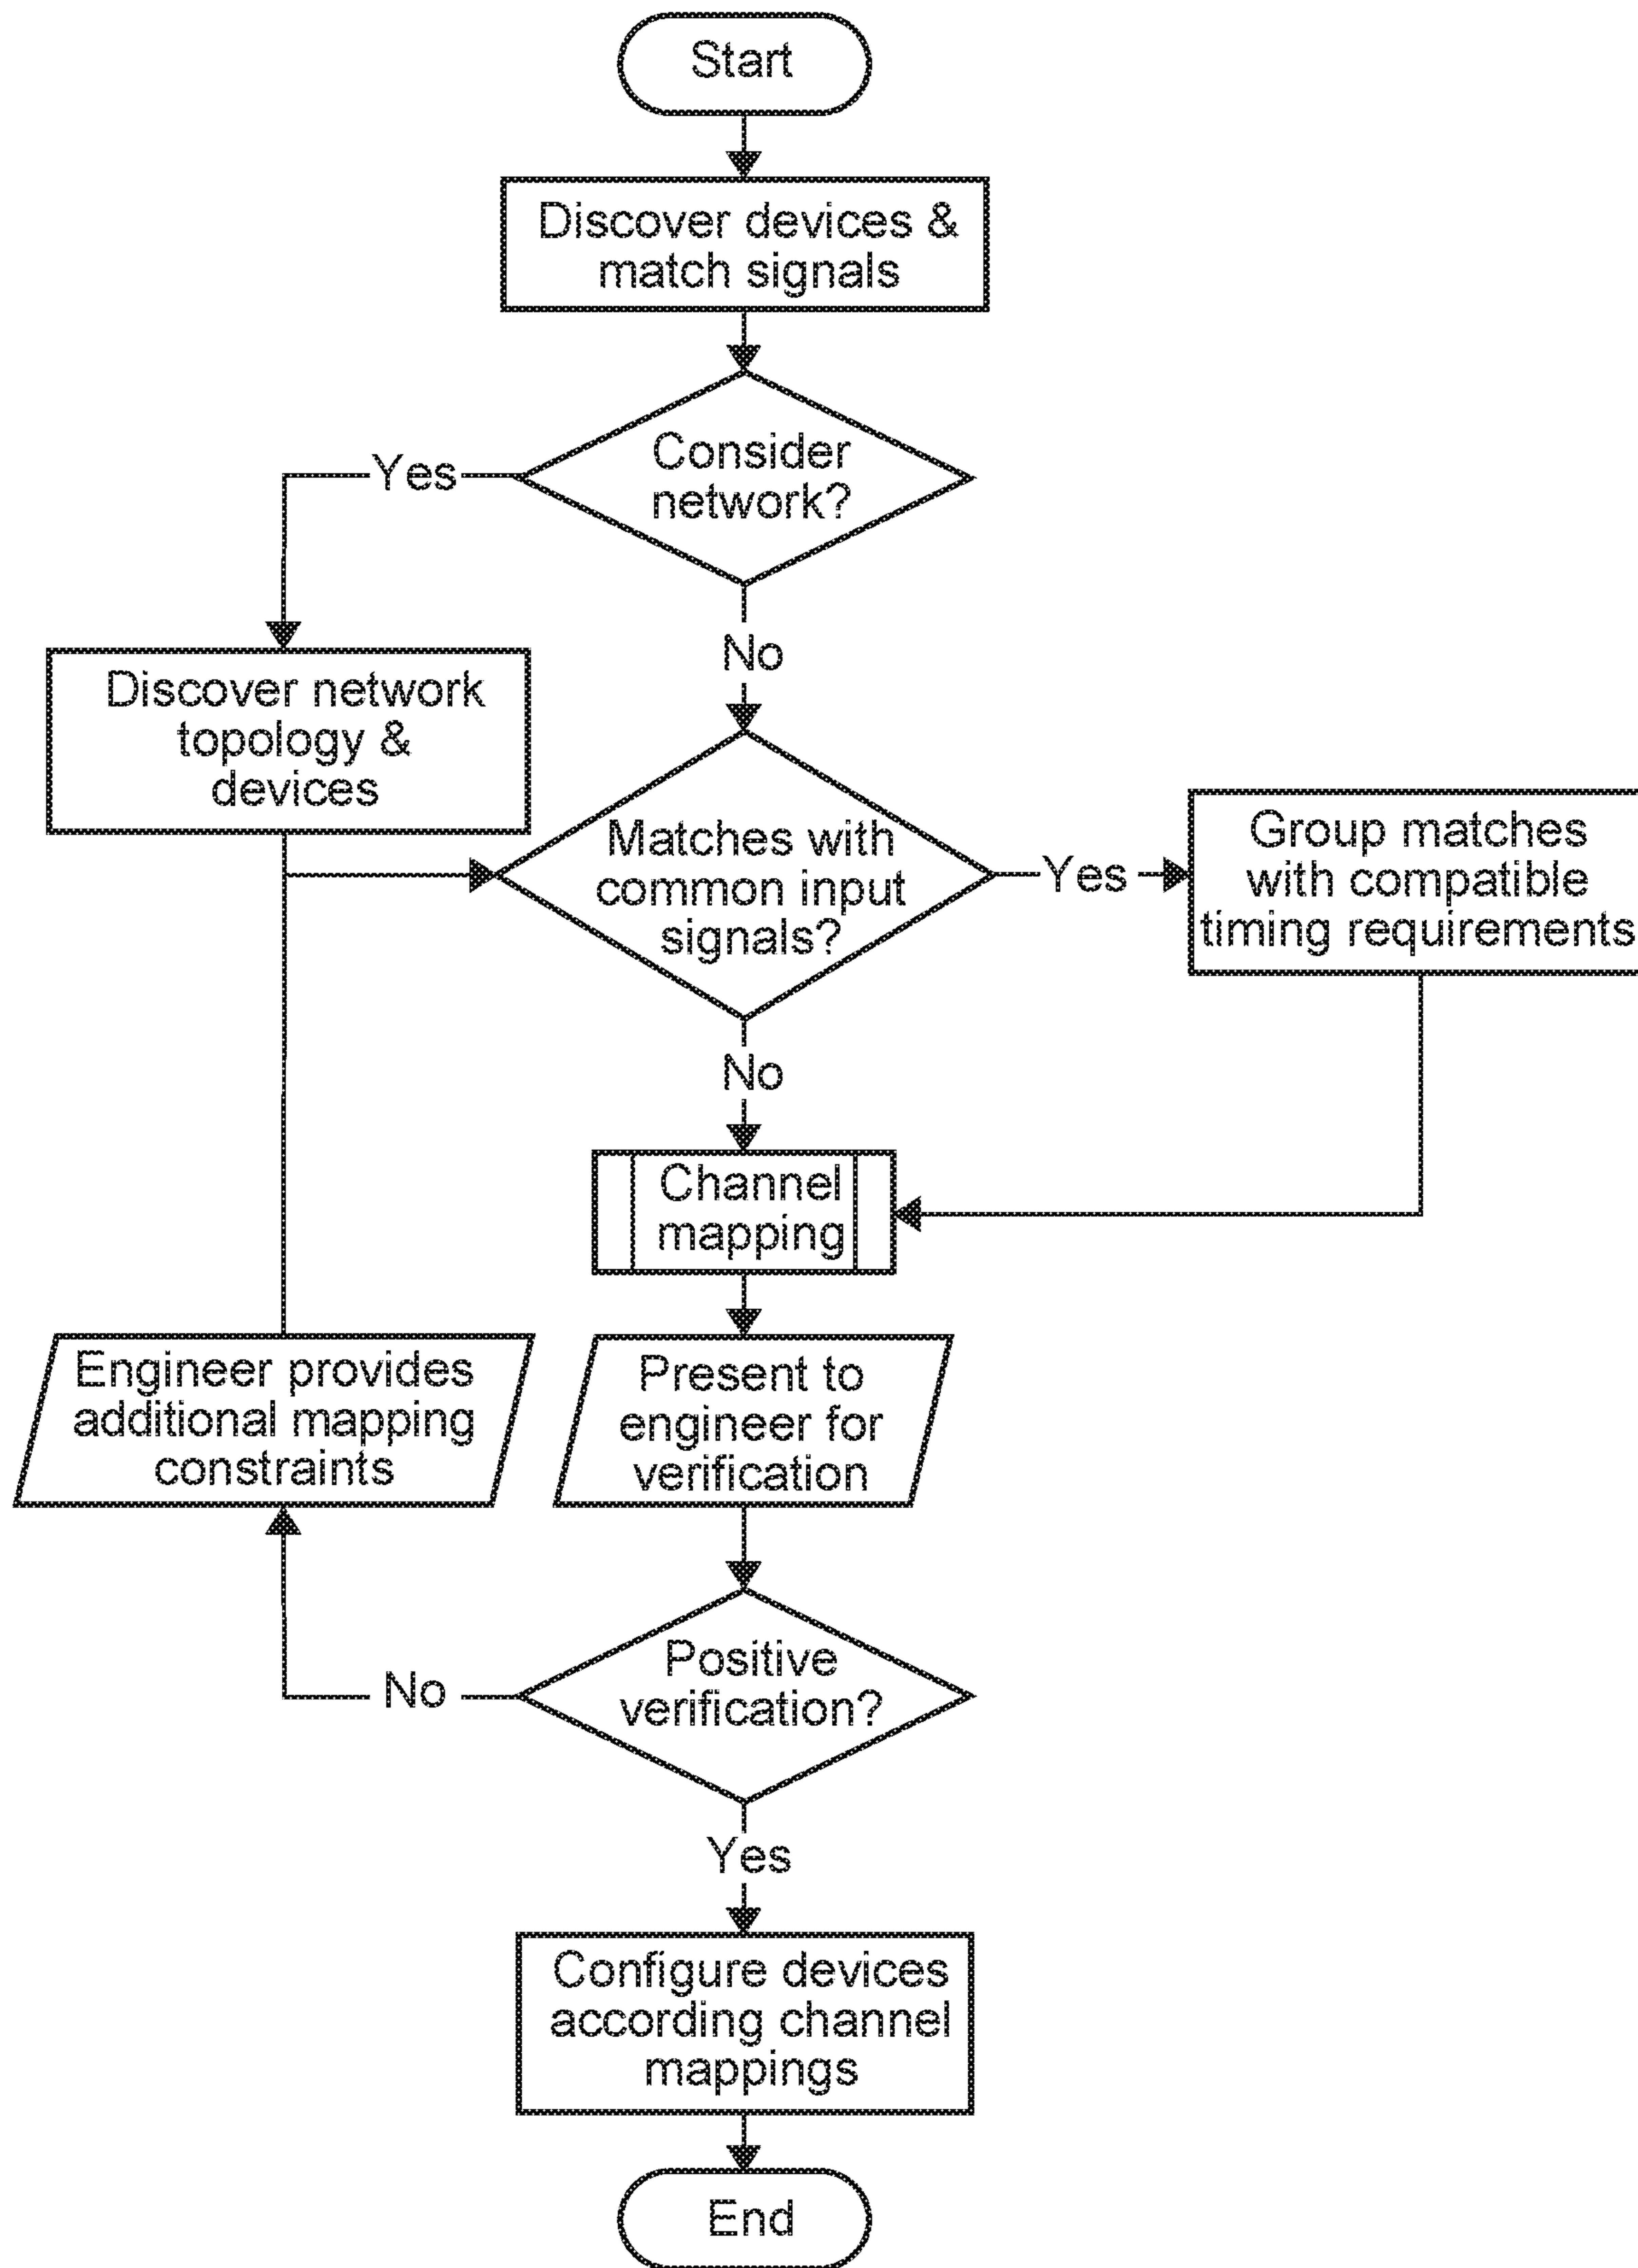 Start
Discover devices &
match signals
Consider
network?
Yes
No
Discover network
topology &
devices
Matches with
common input
signals?
Yes
Group matches
with compatible
timing requirements
No
Channel
mapping
Engineer provides
additional mapping
constraints
Present to
engineer for
verification
Positive
verification?
No
Yes
Configure devices
according channel
mappings
End